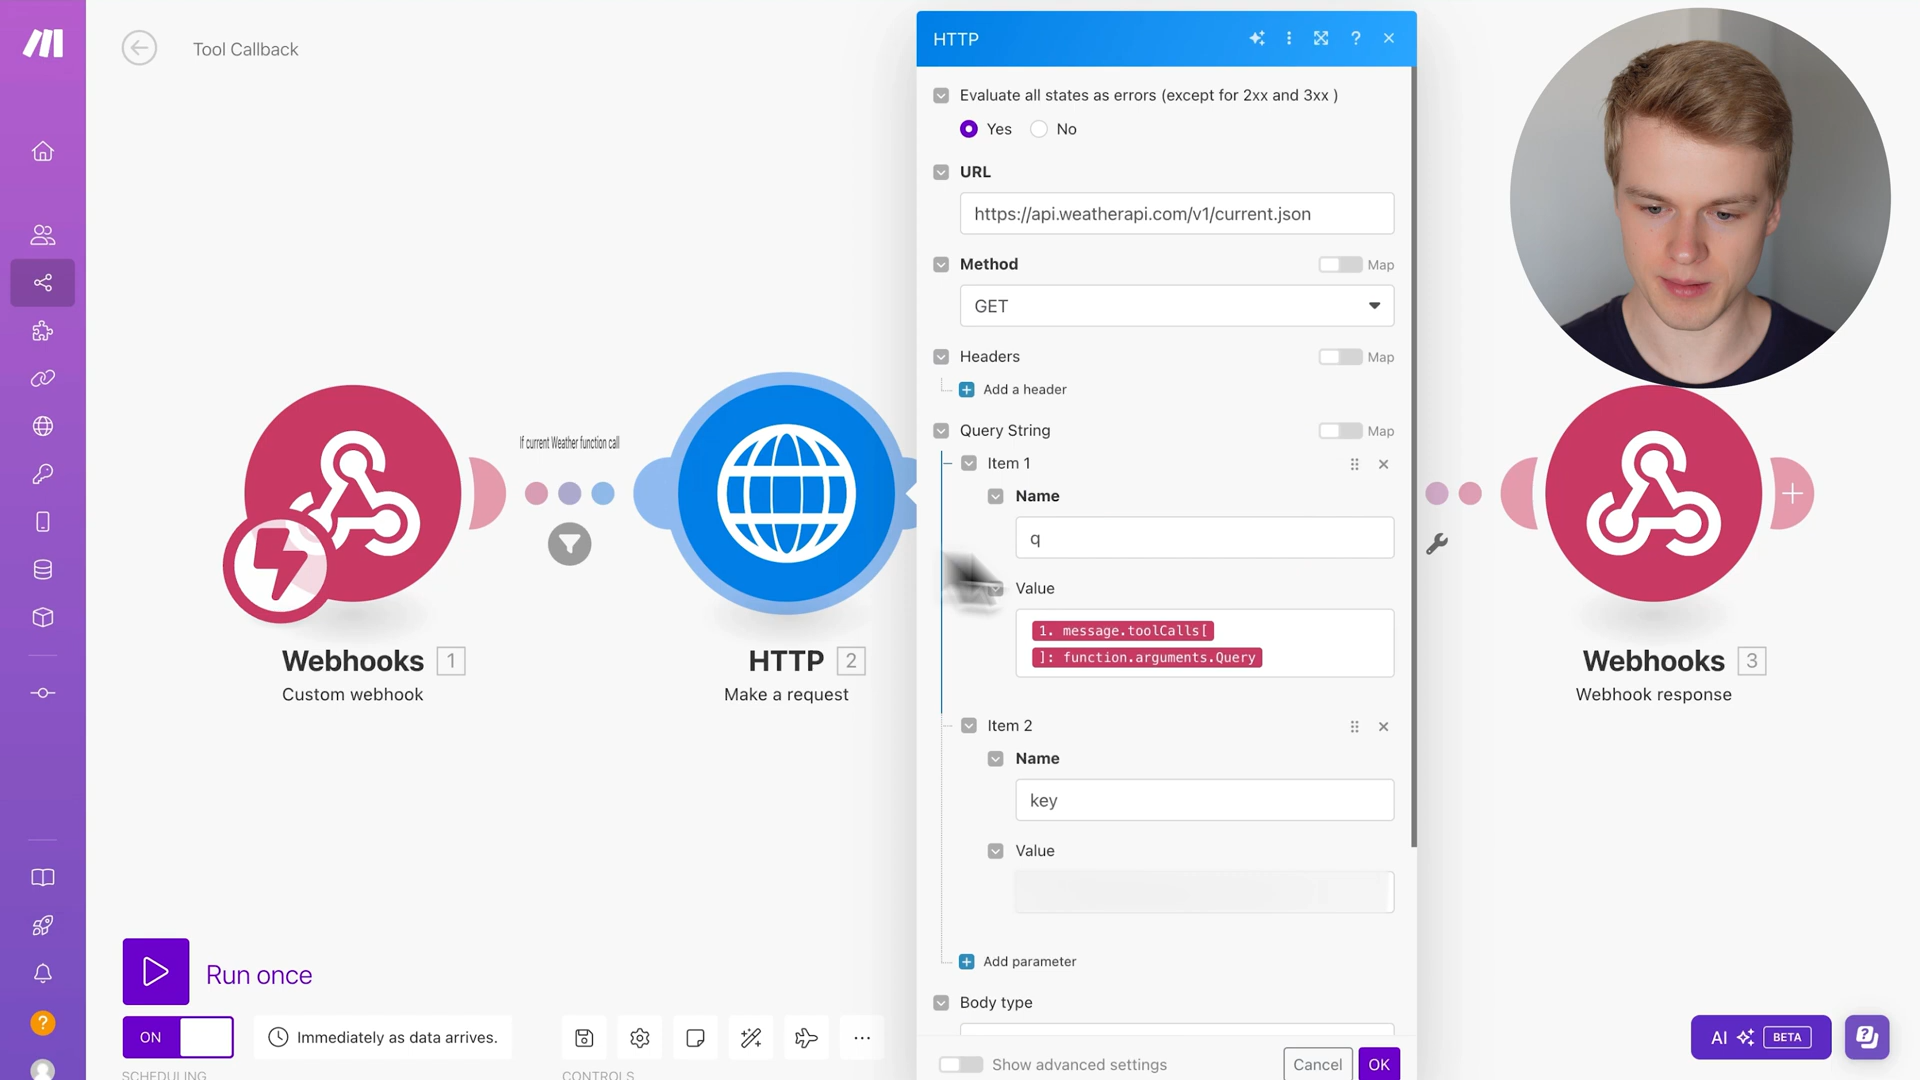 Tool Callback
If current Weather function call
Webhooks 1
Custom webhook
HTTP 2
Make a request
Webhooks 3
Webhook response
HTTP
?
Evaluate all states as errors (except for 2xx and 3xx )
Yes No
URL
https://api.weatherapi.com/v1/current.json
Method Map
GET
Headers Map
Add a header
Query String Map
Item 1
Name
q
Value
1. message.toolCalls[
]: function.arguments.Query
Item 2
Name
key
Value
Add parameter
Body type
Show advanced settings
Cancel OK
Run once
ON
Immediately as data arrives.
SCHEDULING
CONTROLS
?
AI BETA
?